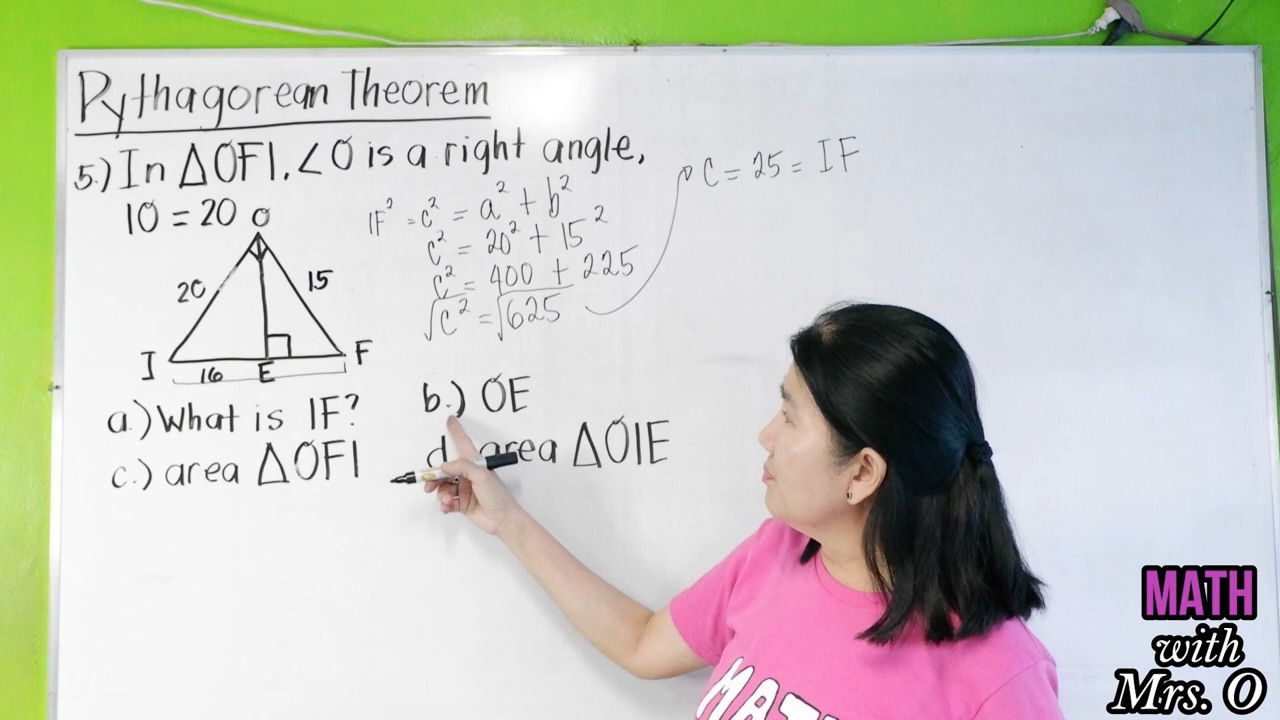 Pythagorean Theorem
5.) In △OFI, ∠O is a right angle,
IO = 20
O
20
15
I
16
E
F
IF² = c² = a² + b²
c² = 20² + 15²
c² = 400 + 225
√c² = √625
c = 25 = IF
a.) What is IF?
b.) OE
c.) area △OFI
d. area △OIE
MATH
MATH
with
Mrs. O